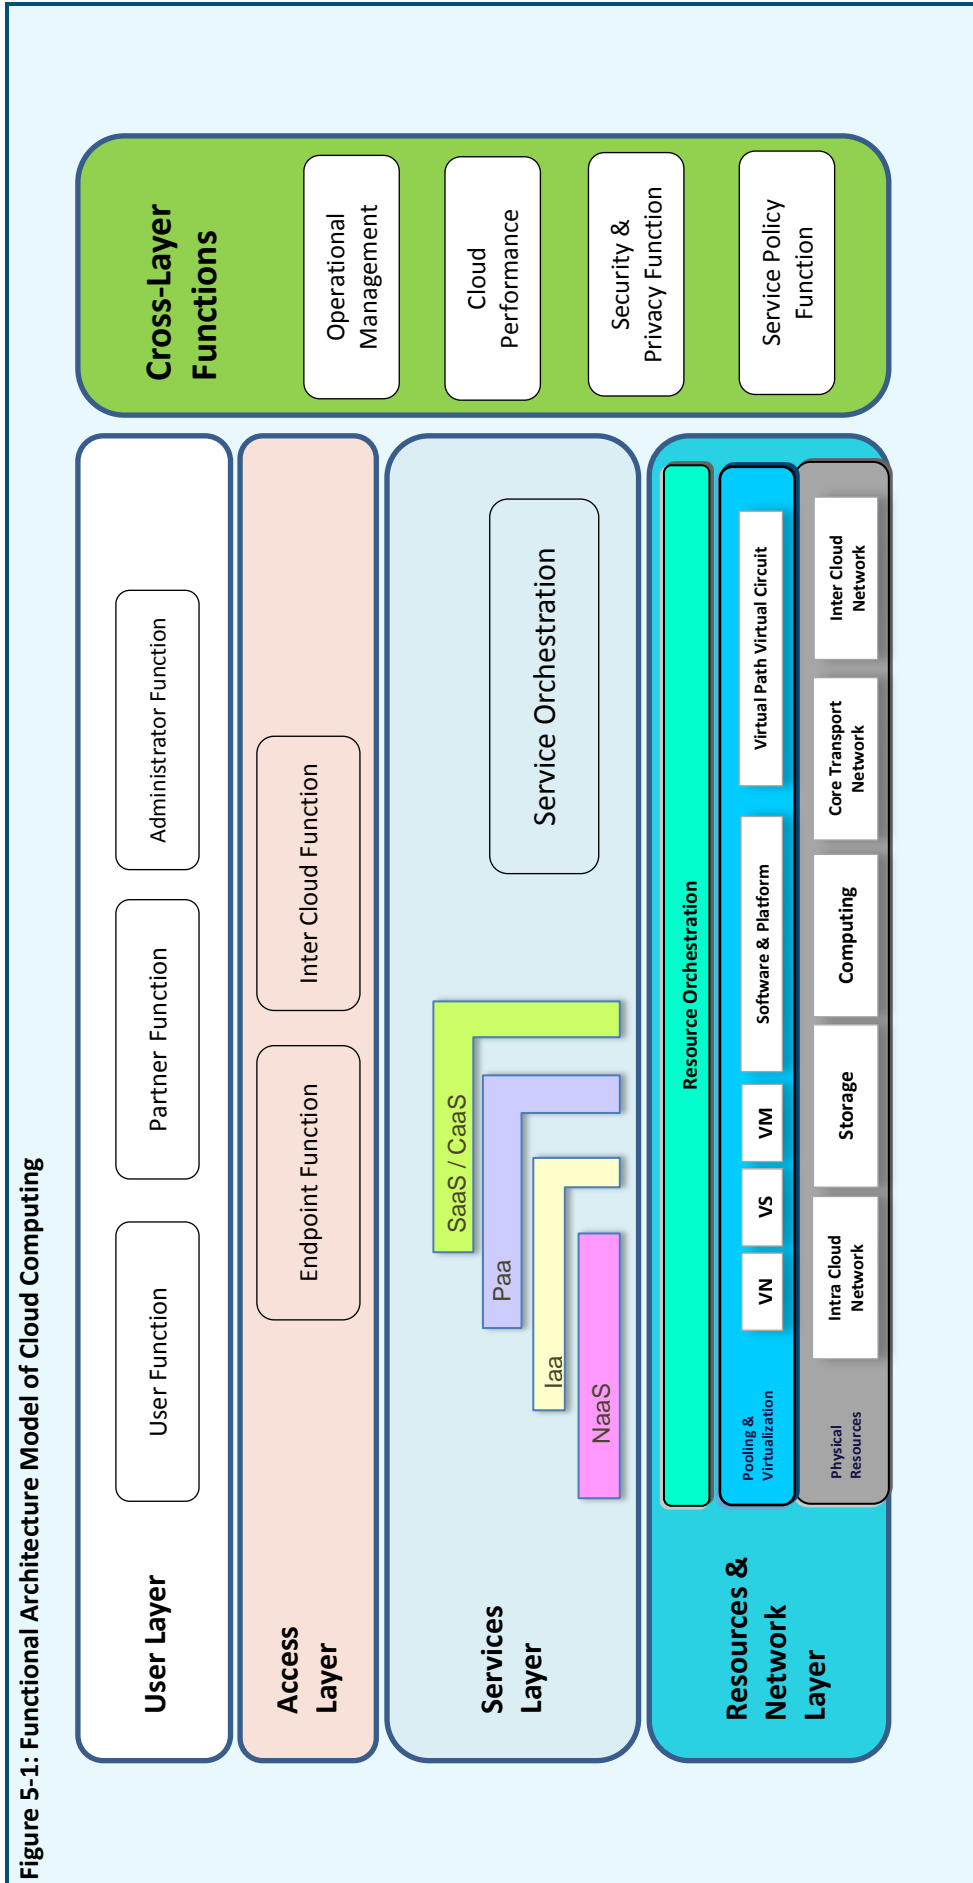 Figure 5-1: Functional Architecture Model of Cloud Computing
User Layer
User Function
Partner Function
Administrator Function
Access
Layer
Endpoint Function
Inter Cloud Function
Services
Layer
SaaS / CaaS
Paa
Iaa
NaaS
Service Orchestration
Resources &
Network
Layer
Resource Orchestration
Pooling &
Virtualization
VN
VS
VM
Software & Platform
Virtual Path Virtual Circuit
Physical
Resources
Intra Cloud
Network
Storage
Computing
Core Transport
Network
Inter Cloud
Network
Cross-Layer
Functions
Operational
Management
Cloud
Performance
Security &
Privacy Function
Service Policy
Function